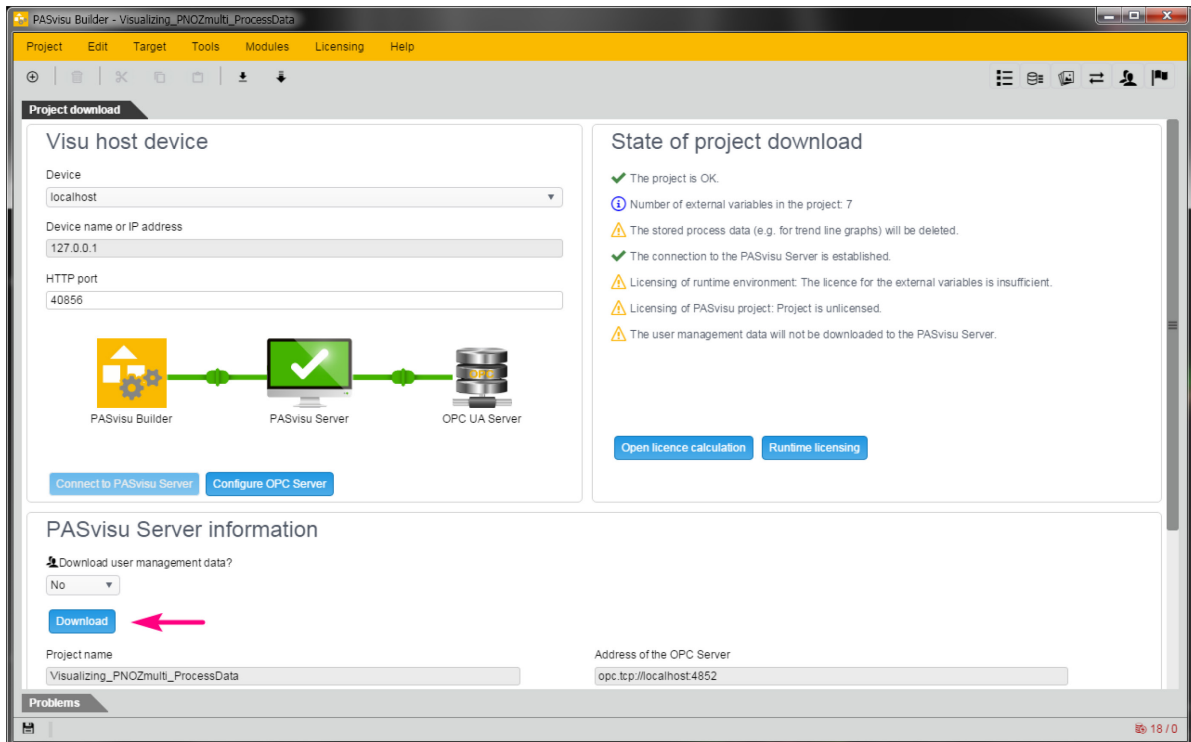 PASvisu Builder - Visualizing_PNOZmulti_ProcessData
Project Edit Target Tools Modules Licensing Help
Project download
Visu host device
Device
localhost
Device name or IP address
127.0.0.1
HTTP port
40856
PASvisu Builder PASvisu Server OPC UA Server
OPC
Connect to PASvisu Server Configure OPC Server
State of project download
The project is OK.
Number of external variables in the project: 7
The stored process data (e.g. for trend line graphs) will be deleted.
The connection to the PASvisu Server is established.
Licensing of runtime environment: The licence for the external variables is insufficient.
Licensing of PASvisu project: Project is unlicensed.
The user management data will not be downloaded to the PASvisu Server.
Open licence calculation Runtime licensing
PASvisu Server information
Download user management data?
No
Download
Project name
Visualizing_PNOZmulti_ProcessData
Address of the OPC Server
opc.tcp://localhost:4852
Problems
18 / 0